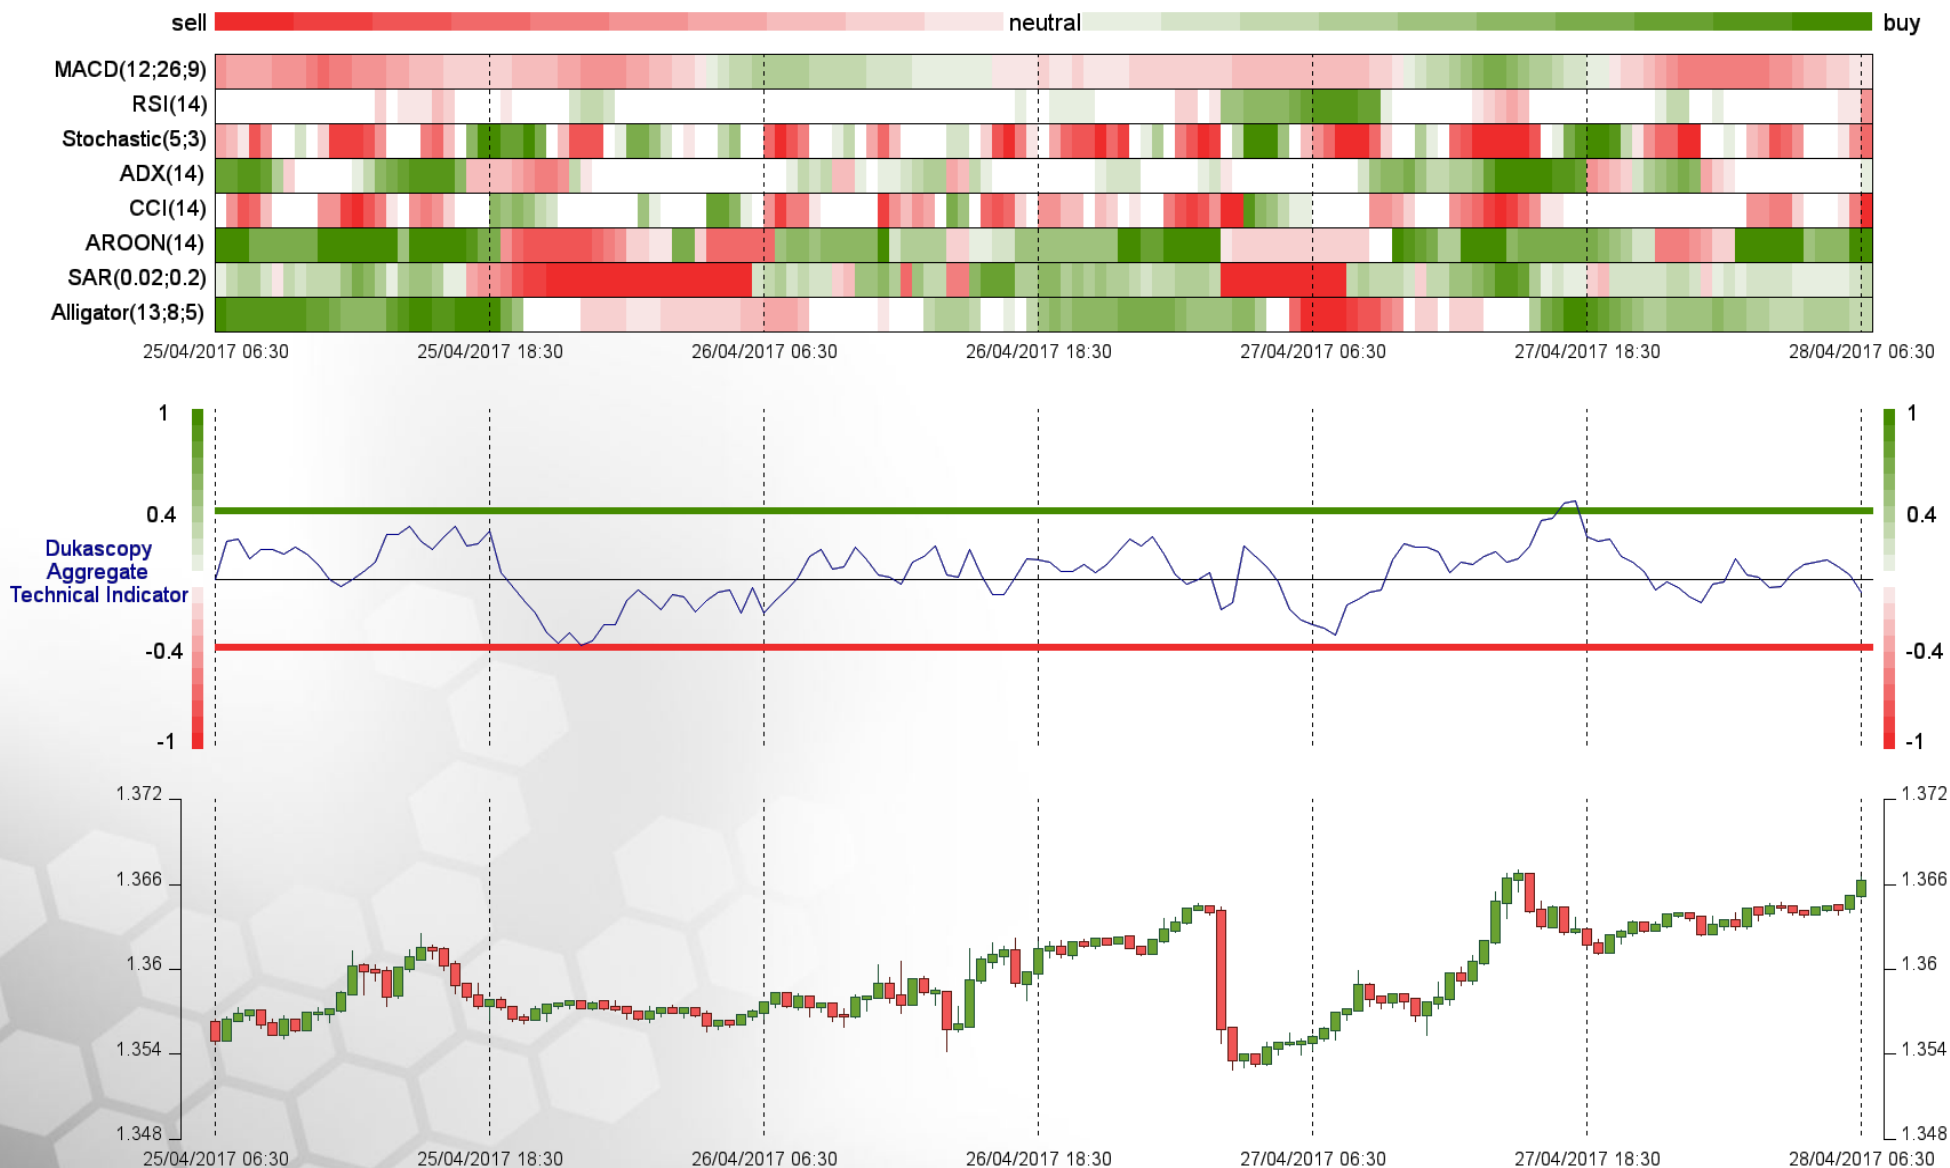 sell neutral buy
MACD(12;26;9)
RSI(14)
Stochastic(5;3)
ADX(14)
CCI(14)
AROON(14)
SAR(0.02;0.2)
Alligator(13;8;5)
25/04/2017 06:30 25/04/2017 18:30 26/04/2017 06:30 26/04/2017 18:30 27/04/2017 06:30 27/04/2017 18:30 28/04/2017 06:30
1 1
0.4 0.4
Dukascopy
Aggregate
Technical Indicator
-0.4 -0.4
-1 -1
1.372 1.372
1.366 1.366
1.36 1.36
1.354 1.354
1.348 1.348
25/04/2017 06:30 25/04/2017 18:30 26/04/2017 06:30 26/04/2017 18:30 27/04/2017 06:30 27/04/2017 18:30 28/04/2017 06:30